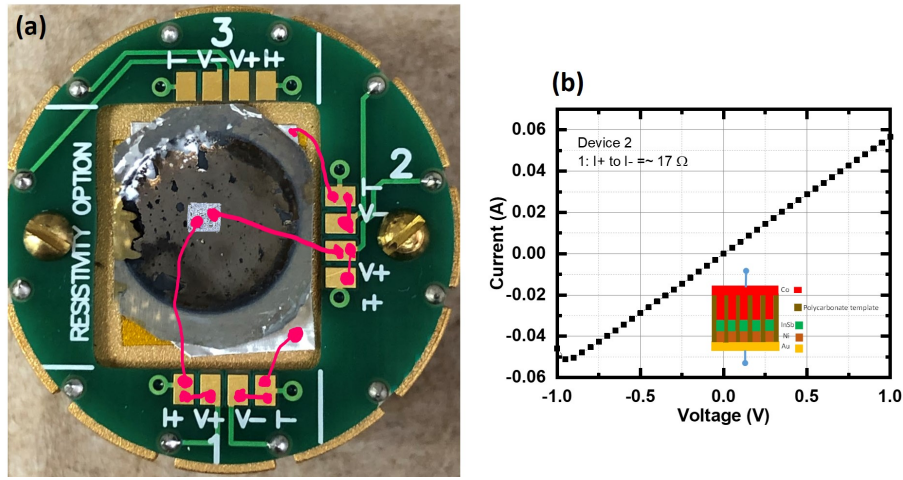 (a)
3
I- V- V+ I+
RESISTIVITY OPTION
2
I-
V-
V+
I+
I+ V+ V- I-
1
(b)
Device 2
1: I+ to I- =~ 17 Ω
Current (A)
0.06
0.04
0.02
0.00
-0.02
-0.04
-0.06
Co
Polycarbonate template
InSb
Ni
Au
-1.0 -0.5 0.0 0.5 1.0
Voltage (V)